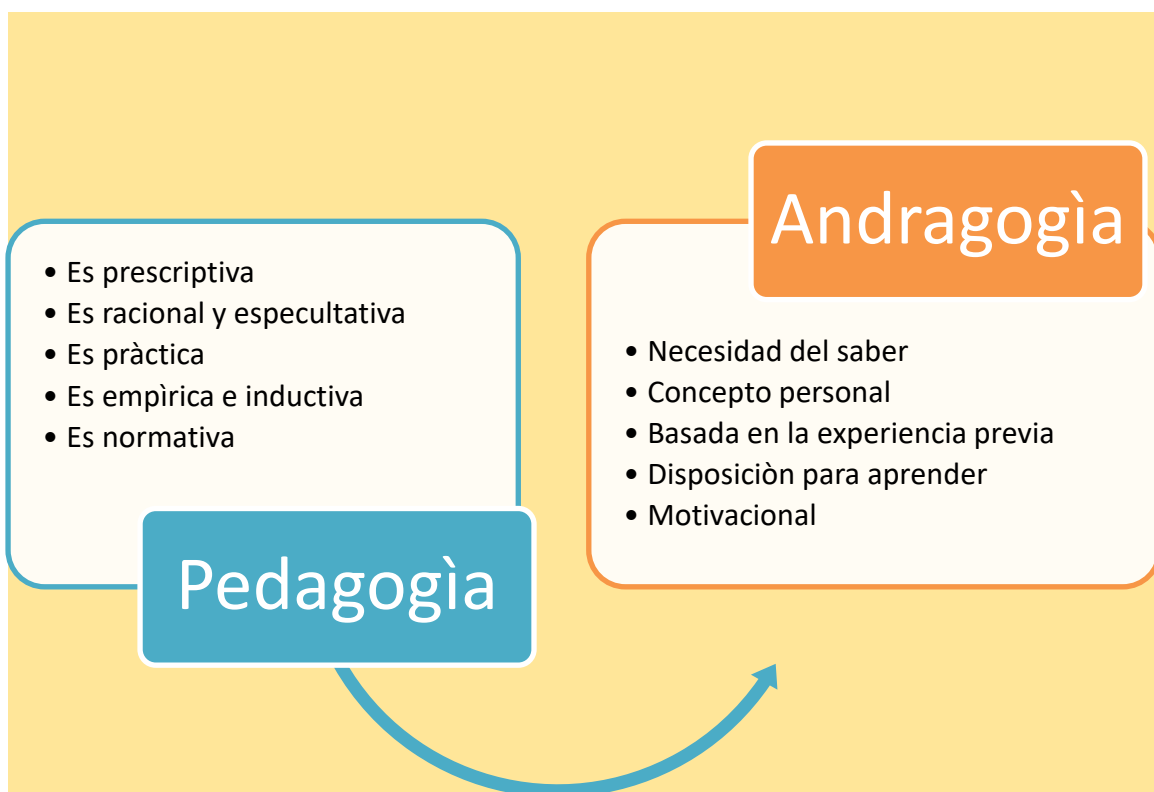 • Es prescriptiva
• Es racional y especultativa
• Es pràctica
• Es empìrica e inductiva
• Es normativa
Pedagogìa
Andragogìa
• Necesidad del saber
• Concepto personal
• Basada en la experiencia previa
• Disposiciòn para aprender
• Motivacional